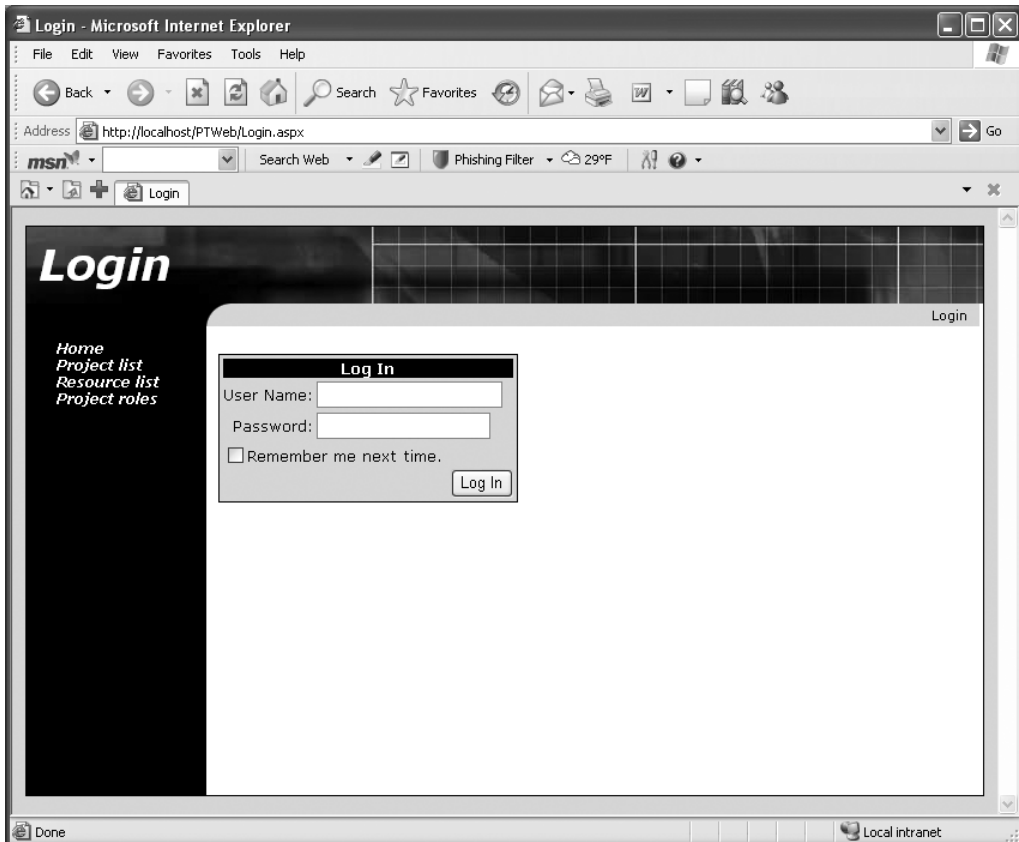 Login - Microsoft Internet Explorer
File Edit View Favorites Tools Help
Back Search Favorites W
Address http://localhost/PTWeb/Login.aspx Go
msn Search Web Phishing Filter 29°F
Login
Login
Login
Home
Project list
Resource list
Project roles
Log In
User Name:
Password:
Remember me next time.
Log In
Done Local intranet